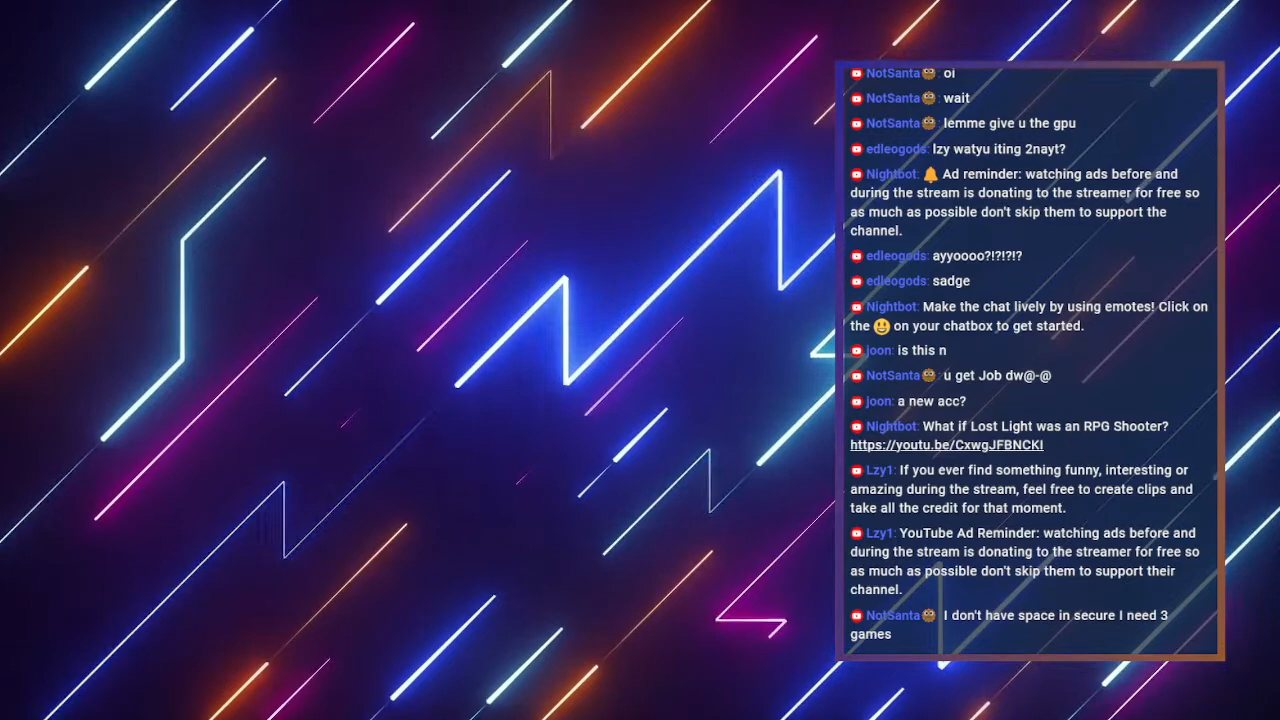 NotSanta: oi
NotSanta: wait
NotSanta: lemme give u the gpu
edleogods: lzy watyu iting 2nayt?
Nightbot: 🔔 Ad reminder: watching ads before and
during the stream is donating to the streamer for free so
as much as possible don't skip them to support the
channel.
edleogods: ayyoooo?!?!?!?
edleogods: sadge
Nightbot: Make the chat lively by using emotes! Click on
the 😃 on your chatbox to get started.
joon: is this n
NotSanta: u get Job dw@-@
joon: a new acc?
Nightbot: What if Lost Light was an RPG Shooter?
https://youtu.be/CxwgJFBNCKI
Lzy1: If you ever find something funny, interesting or
amazing during the stream, feel free to create clips and
take all the credit for that moment.
Lzy1: YouTube Ad Reminder: watching ads before and
during the stream is donating to the streamer for free so
as much as possible don't skip them to support their
channel.
NotSanta: I don't have space in secure I need 3
games